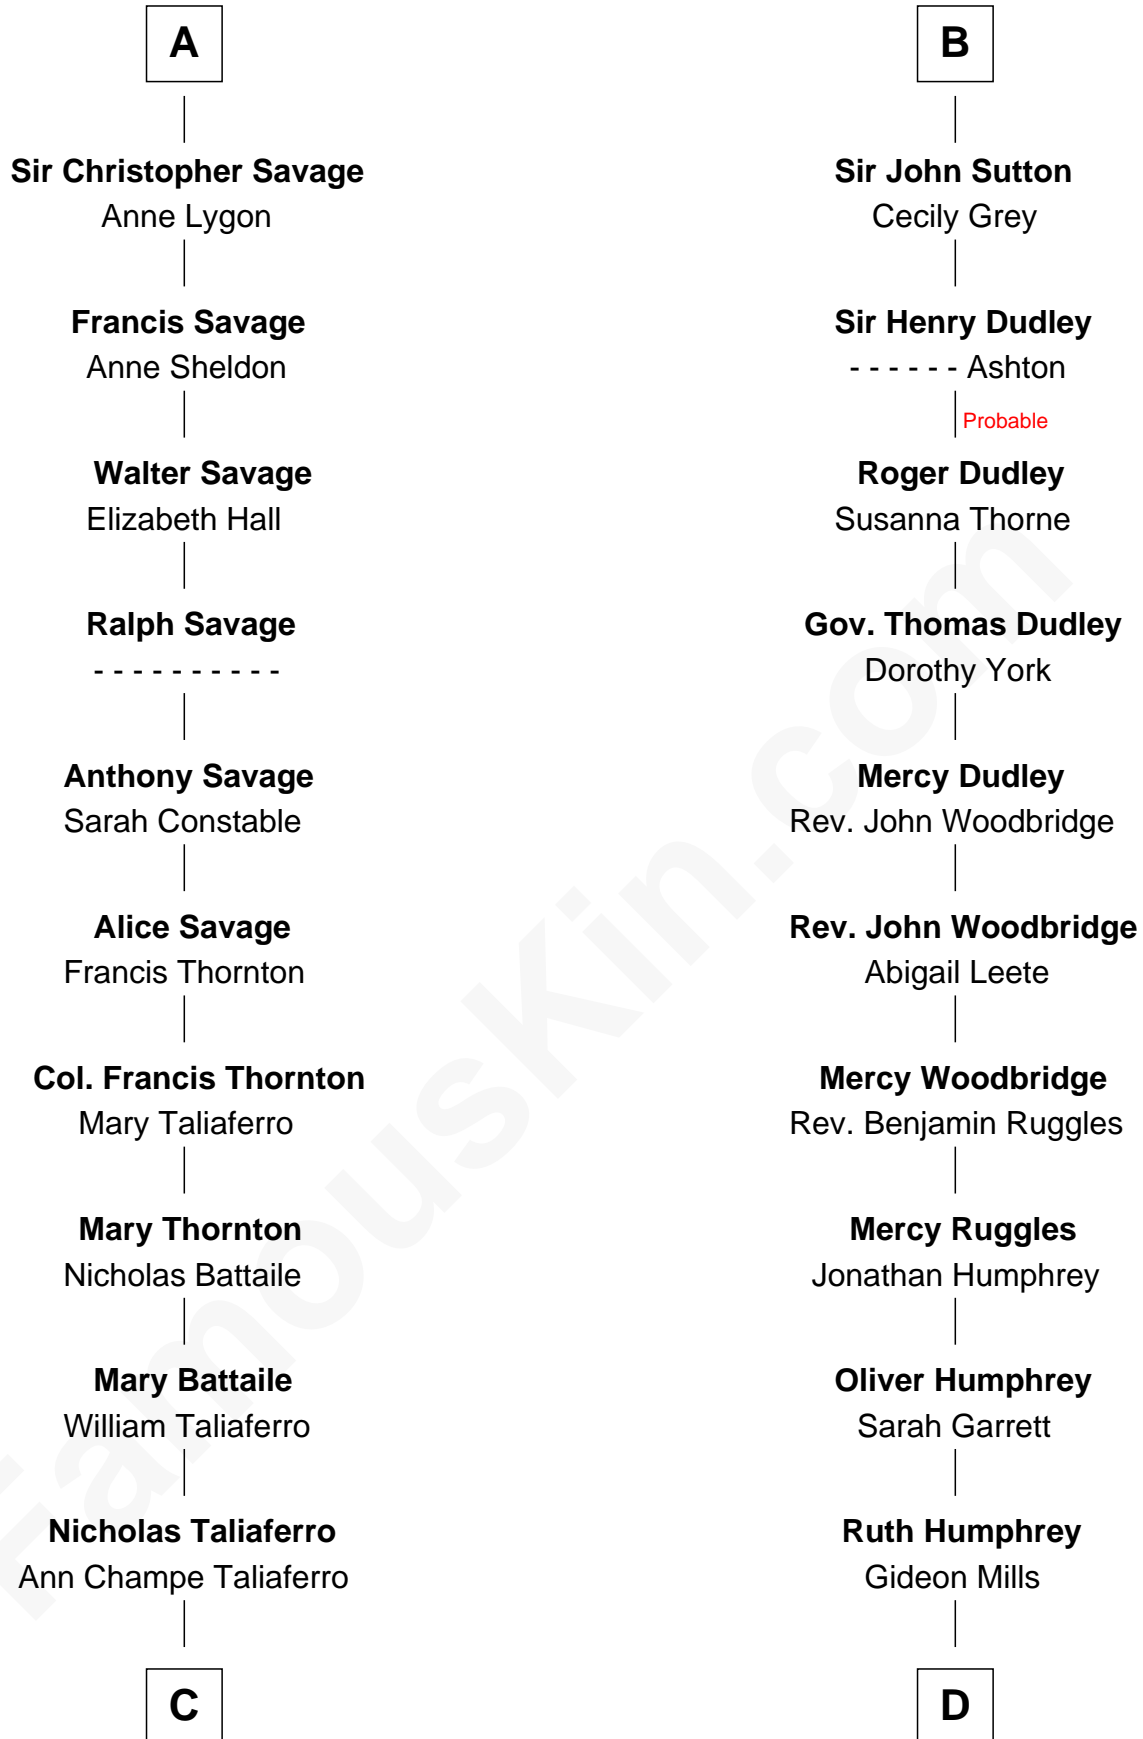 A
Sir Christopher Savage
Anne Lygon
Francis Savage
Anne Sheldon
Walter Savage
Elizabeth Hall
Ralph Savage
- - - - - - - - - -
Anthony Savage
Sarah Constable
Alice Savage
Francis Thornton
Col. Francis Thornton
Mary Taliaferro
Mary Thornton
Nicholas Battaile
Mary Battaile
William Taliaferro
Nicholas Taliaferro
Ann Champe Taliaferro
C
B
Sir John Sutton
Cecily Grey
Sir Henry Dudley
- - - - - - Ashton
Probable
Roger Dudley
Susanna Thorne
Gov. Thomas Dudley
Dorothy York
Mercy Dudley
Rev. John Woodbridge
Rev. John Woodbridge
Abigail Leete
Mercy Woodbridge
Rev. Benjamin Ruggles
Mercy Ruggles
Jonathan Humphrey
Oliver Humphrey
Sarah Garrett
Ruth Humphrey
Gideon Mills
D
FamousKin.com